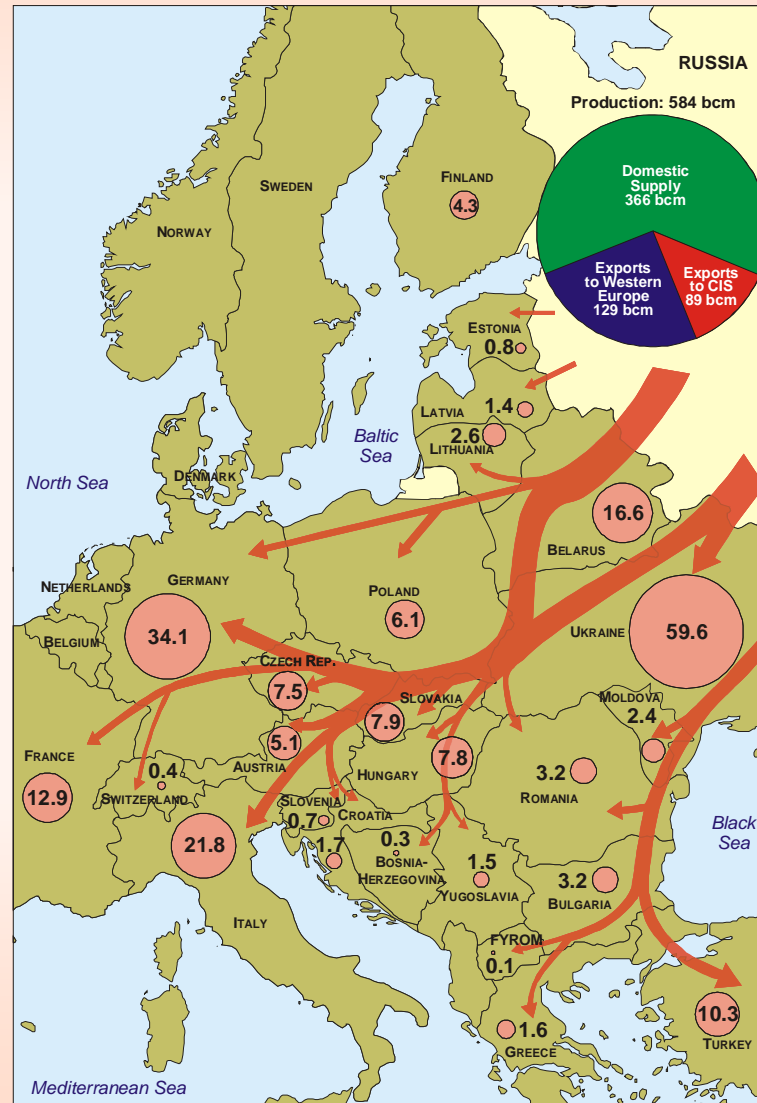 RUSSIA
Production: 584 bcm
Domestic
Supply
366 bcm
Exports
to Western
Europe
129 bcm
Exports
to CIS
89 bcm
FINLAND
4.3
SWEDEN
NORWAY
ESTONIA
0.8
LATVIA
1.4
2.6
LITHUANIA
Baltic
Sea
North Sea
DENMARK
16.6
BELARUS
NETHERLANDS
GERMANY
34.1
BELGIUM
POLAND
6.1
UKRAINE
59.6
CZECH REP.
7.5
SLOVAKIA
7.9
MOLDOVA
2.4
5.1
AUSTRIA
HUNGARY
7.8
3.2
ROMANIA
FRANCE
12.9
0.4
SWITZERLAND
SLOVENIA
0.7
CROATIA
1.7
21.8
ITALY
0.3
BOSNIA-
HERZEGOVINA
1.5
YUGOSLAVIA
3.2
BULGARIA
Black
Sea
FYROM
0.1
1.6
GREECE
10.3
TURKEY
Mediterranean Sea